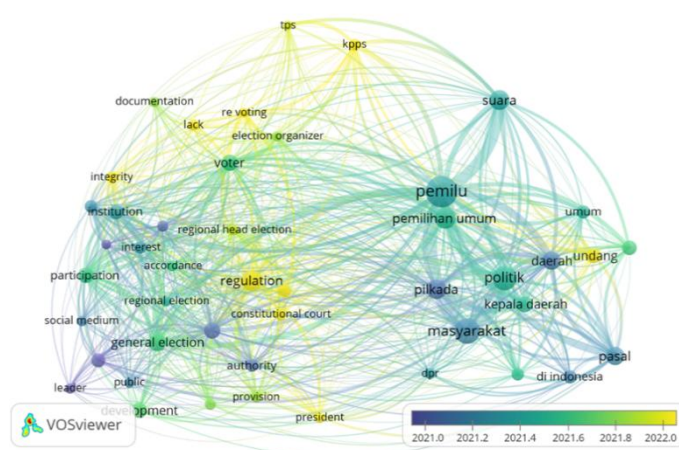 tps
kpps
documentation
suara
re voting
lack
election organizer
voter
integrity
pemilu
institution
pemilihan umum
umum
regional head election
interest
daerah
undang
accordance
participation
politik
regulation
pilkada
regional election
kepala daerah
constitutional court
social medium
masyarakat
general election
pasal
authority
dpr
di indonesia
public
leader
provision
development
president
VOSviewer
2021.0 2021.2 2021.4 2021.6 2021.8 2022.0